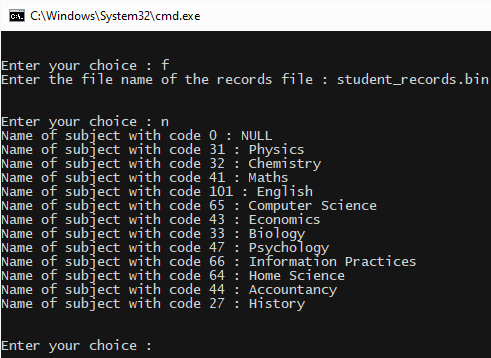 C:\Windows\System32\cmd.exe
Enter your choice : f
Enter the file name of the records file : student_records.bin
Enter your choice : n
Name of subject with code 0 : NULL
Name of subject with code 31 : Physics
Name of subject with code 32 : Chemistry
Name of subject with code 41 : Maths
Name of subject with code 101 : English
Name of subject with code 65 : Computer Science
Name of subject with code 43 : Economics
Name of subject with code 33 : Biology
Name of subject with code 47 : Psychology
Name of subject with code 66 : Information Practices
Name of subject with code 64 : Home Science
Name of subject with code 44 : Accountancy
Name of subject with code 27 : History
Enter your choice :